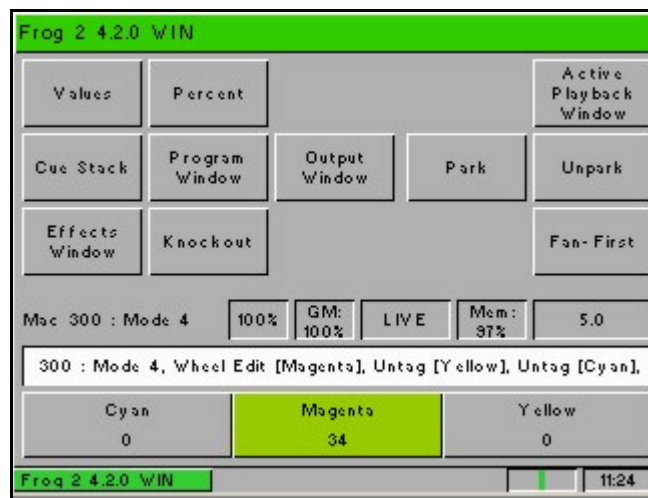 Frog 2 4.2.0 WIN
Values
Percent
Active
Playback
Window
Cue Stack
Program
Window
Output
Window
Park
Unpark
Effects
Window
Knockout
Fan-First
Mac 300 : Mode 4
100%
GM:
100%
LIVE
Mem:
97%
5.0
300 : Mode 4, Wheel Edit [Magenta], Untag [Yellow], Untag [Cyan],
Cyan
0
Magenta
34
Yellow
0
Frog 2 4.2.0 WIN
11:24